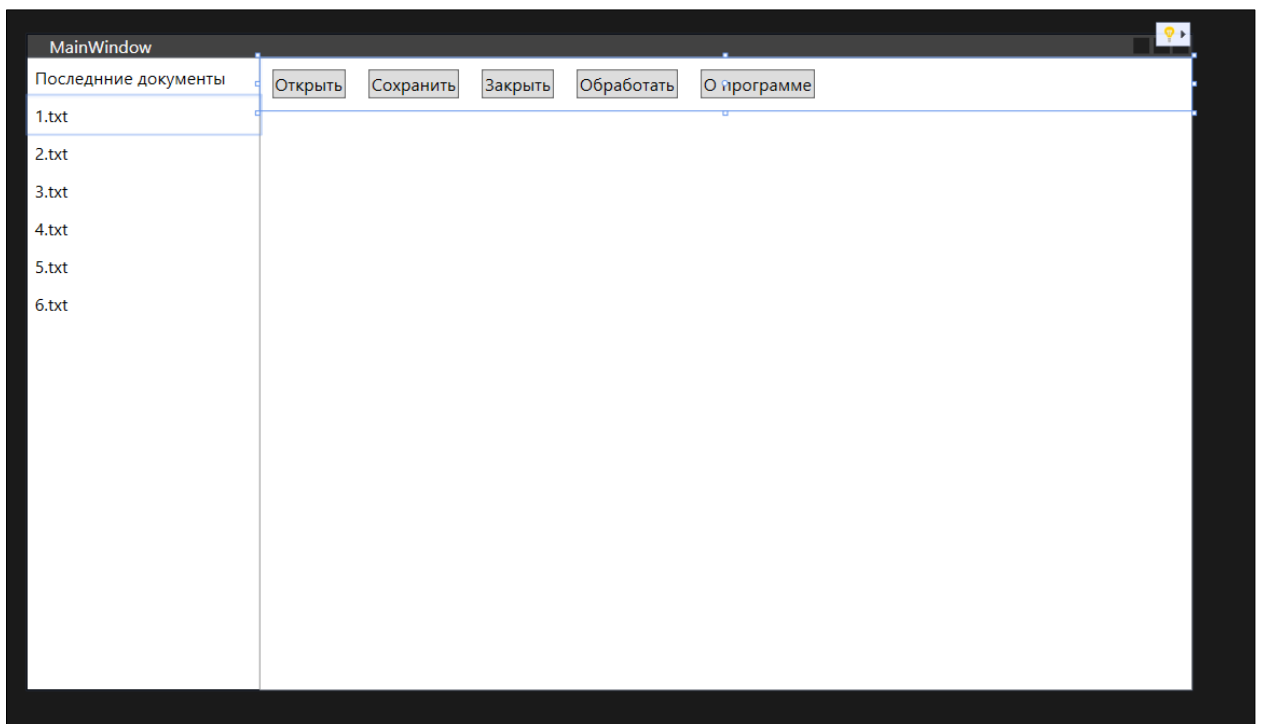 MainWindow
Последнние документы
Открыть Сохранить Закрыть Обработать О программе
1.txt
2.txt
3.txt
4.txt
5.txt
6.txt